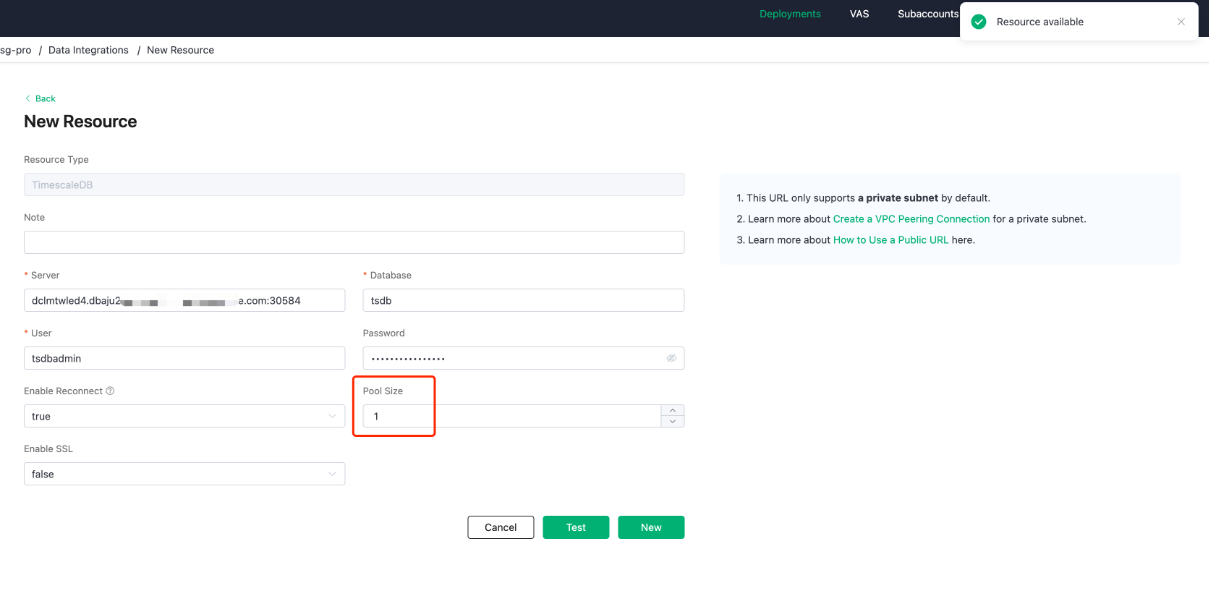 Deployments VAS Subaccounts
Resource available
sg-pro / Data Integrations / New Resource
Back
New Resource
Resource Type
TimescaleDB
Note
* Server
* Database
dclmtwled4.dbaju2 e.com:30584
tsdb
* User
Password
tsdbadmin
••••••••••••••••
Enable Reconnect
Pool Size
true
1
Enable SSL
false
Cancel Test New
1. This URL only supports a private subnet by default.
2. Learn more about Create a VPC Peering Connection for a private subnet.
3. Learn more about How to Use a Public URL here.